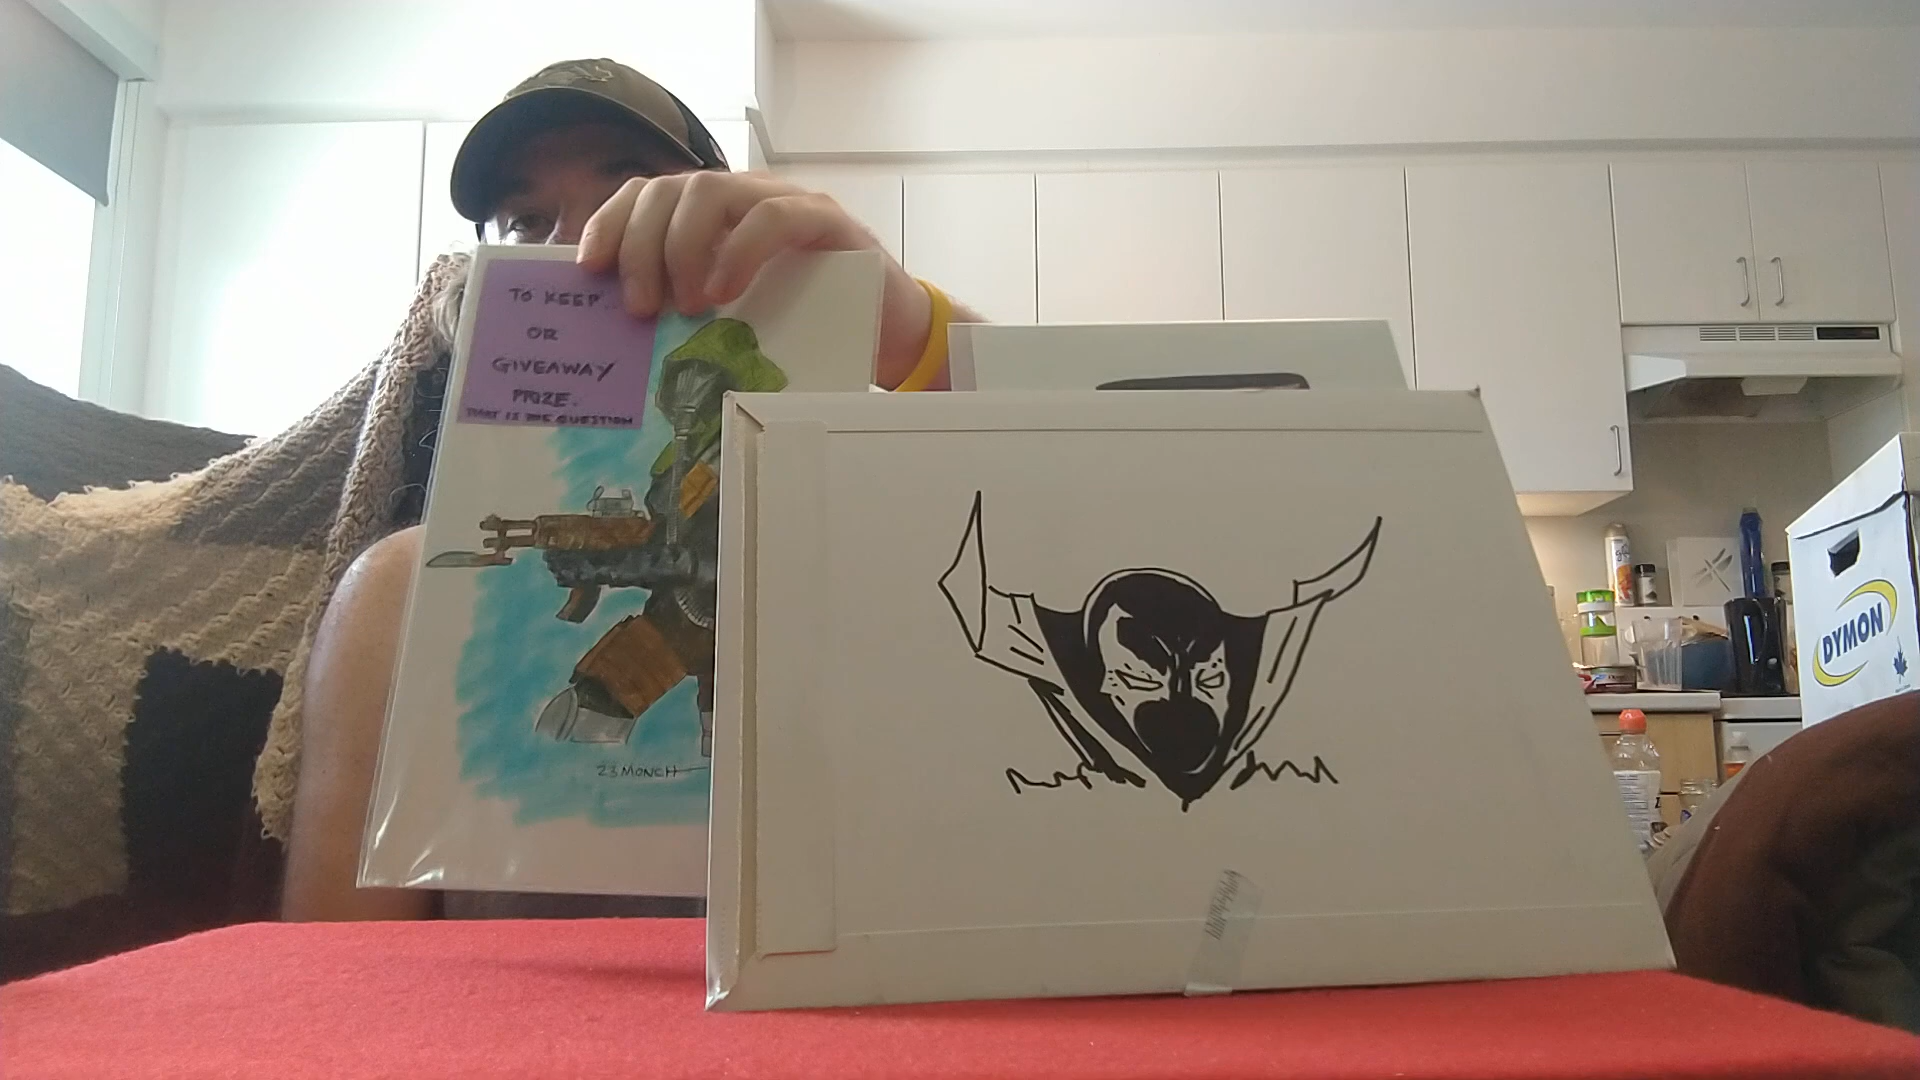 TO KEEP...
OR
GIVEAWAY
PRIZE.
THAT IS THE QUESTION
23 MONCH
DYMON